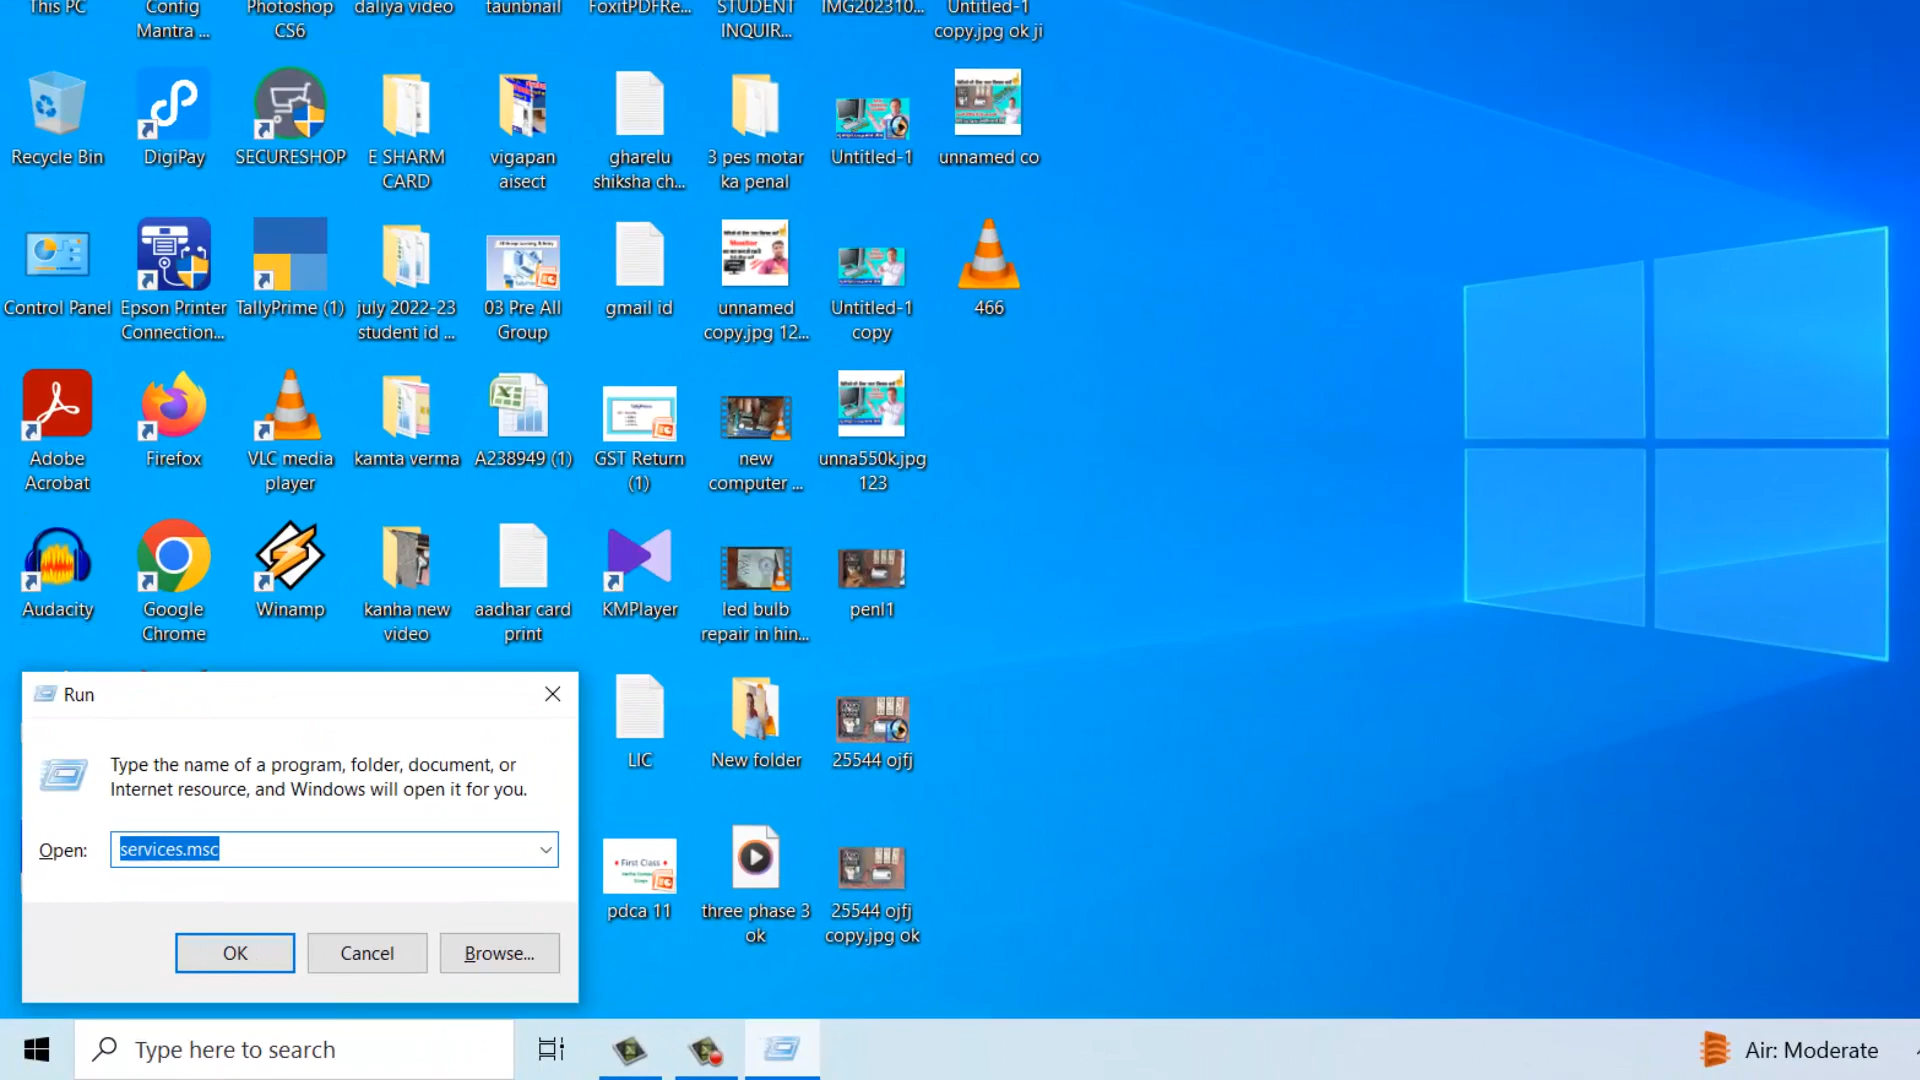 This PC
Config
Mantra ...
Photoshop
CS6
daliya video
taunbnail
FoxitPDFRe...
STUDENT
INQUIR...
IMG202310...
Untitled-1
copy.jpg ok ji
Recycle Bin
DigiPay
SECURESHOP
E SHARM
CARD
vigapan
aisect
gharelu
shiksha ch...
3 pes motar
ka penal
Untitled-1
unnamed co
Control Panel
Epson Printer
Connection...
TallyPrime (1)
july 2022-23
student id ...
03 Pre All
Group
gmail id
unnamed
copy.jpg 12...
Untitled-1
copy
466
Adobe
Acrobat
Firefox
VLC media
player
kamta verma
A238949 (1)
GST Return
(1)
new
computer ...
unna550k.jpg
123
Audacity
Google
Chrome
Winamp
kanha new
video
aadhar card
print
KMPlayer
led bulb
repair in hin...
penl1
LIC
New folder
25544 ojfj
First Class
pdca 11
three phase 3
ok
25544 ojfj
copy.jpg ok
Run
Type the name of a program, folder, document, or
Internet resource, and Windows will open it for you.
Open:
services.msc
OK
Cancel
Browse...
Type here to search
Air: Moderate